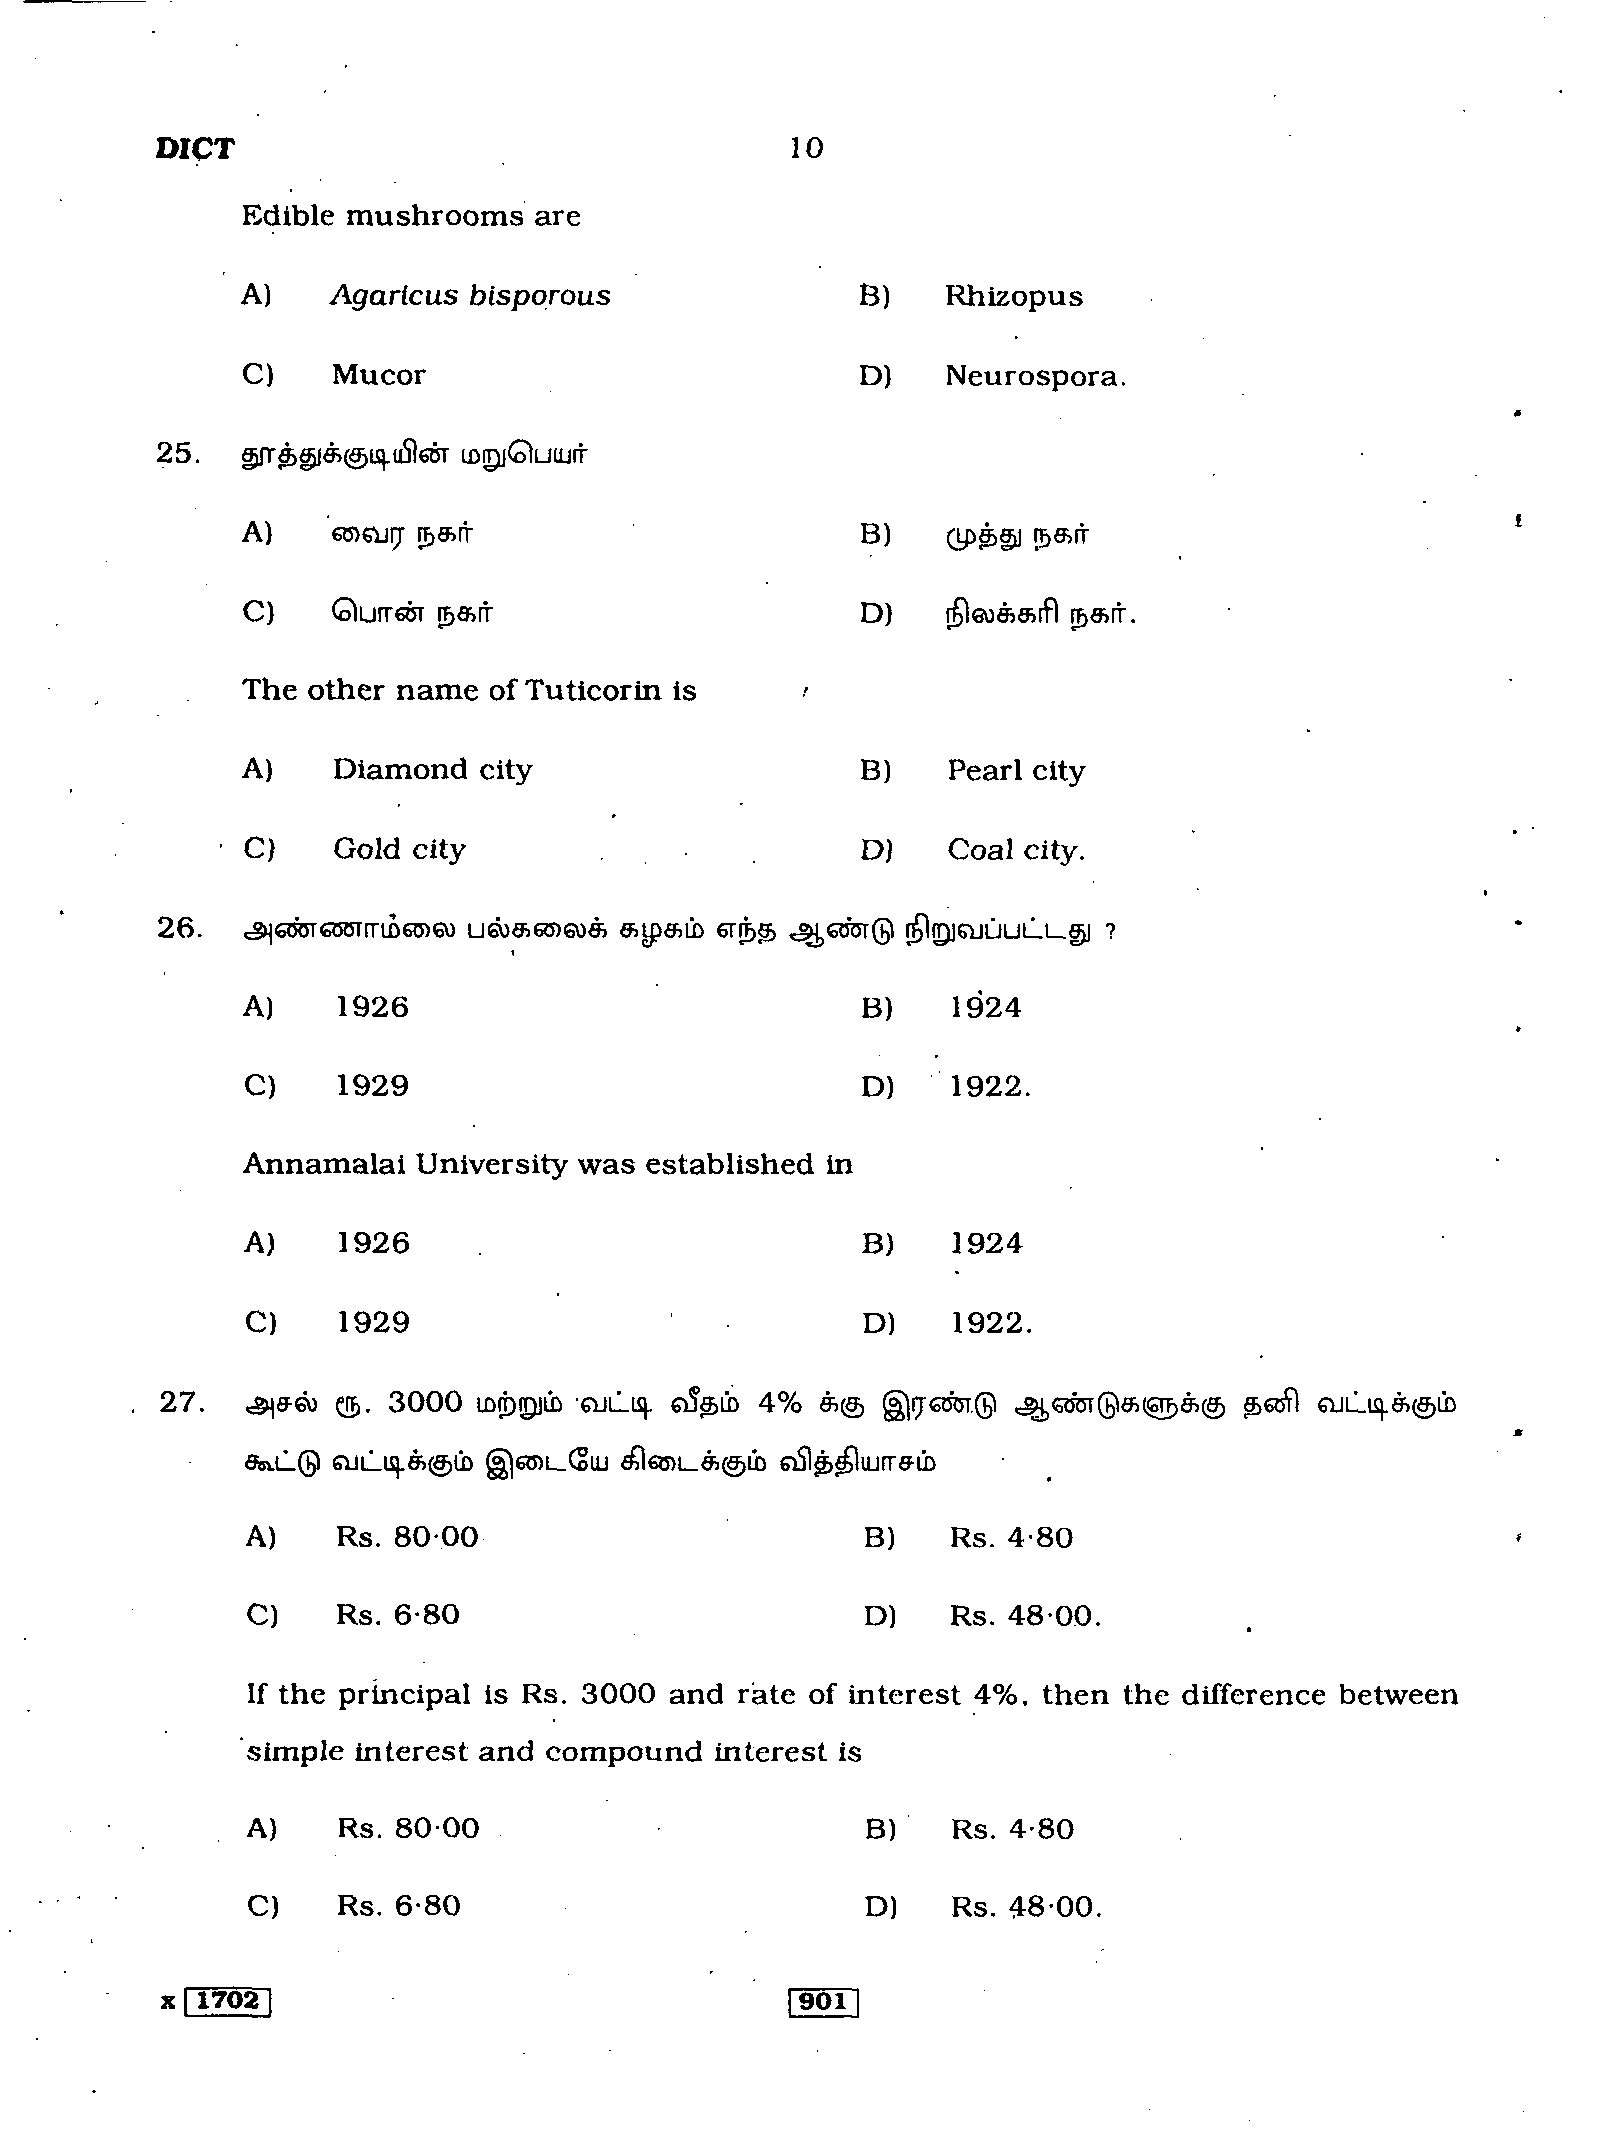 DICT 10
Edible mushrooms are
A) Agaricus bisporous B) Rhizopus
C) Mucor D) Neurospora.
25. தூத்துக்குடியின் மறுபெயர்
A) வைர நகர் B) முத்து நகர்
C) பொன் நகர் D) நிலக்கரி நகர்.
The other name of Tuticorin is
A) Diamond city B) Pearl city
C) Gold city D) Coal city.
26. அண்ணாமலை பல்கலைக் கழகம் எந்த ஆண்டு நிறுவப்பட்டது ?
A) 1926 B) 1924
C) 1929 D) 1922.
Annamalai University was established in
A) 1926 B) 1924
C) 1929 D) 1922.
27. அசல் ரூ. 3000 மற்றும் வட்டி வீதம் 4% க்கு இரண்டு ஆண்டுகளுக்கு தனி வட்டிக்கும்
கூட்டு வட்டிக்கும் இடையே கிடைக்கும் வித்தியாசம்
A) Rs. 80·00 B) Rs. 4·80
C) Rs. 6·80 D) Rs. 48·00.
If the principal is Rs. 3000 and rate of interest 4%, then the difference between
simple interest and compound interest is
A) Rs. 80·00 B) Rs. 4·80
C) Rs. 6·80 D) Rs. 48·00.
x 1702 901